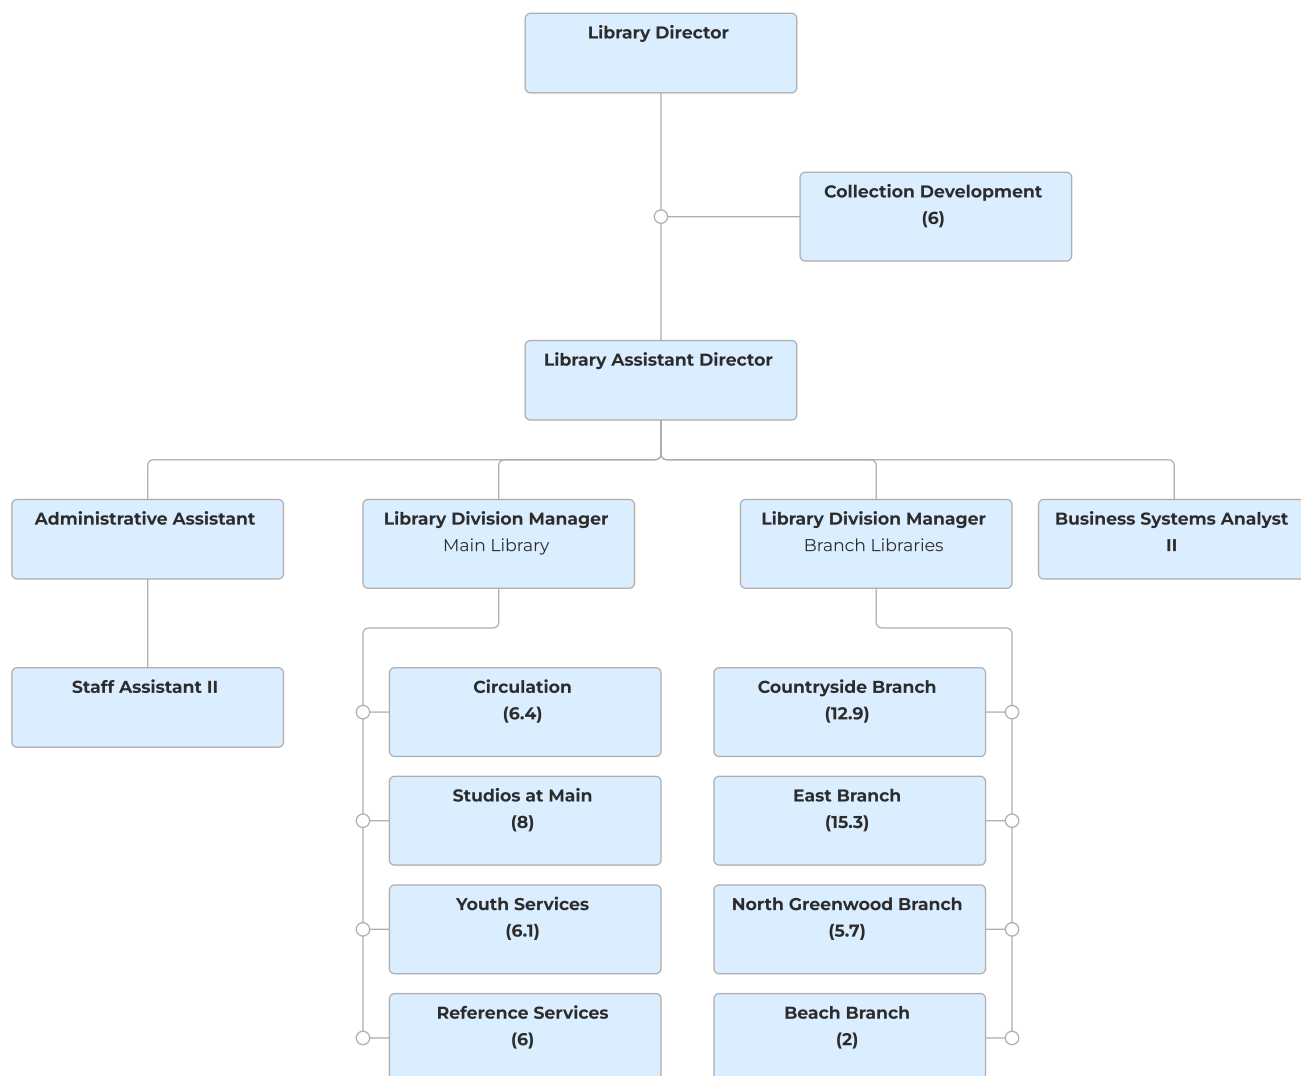 Library Director
Collection Development
(6)
Library Assistant Director
Administrative Assistant
Library Division Manager
Main Library
Library Division Manager
Branch Libraries
Business Systems Analyst
II
Staff Assistant II
Circulation
(6.4)
Countryside Branch
(12.9)
Studios at Main
(8)
East Branch
(15.3)
Youth Services
(6.1)
North Greenwood Branch
(5.7)
Reference Services
(6)
Beach Branch
(2)